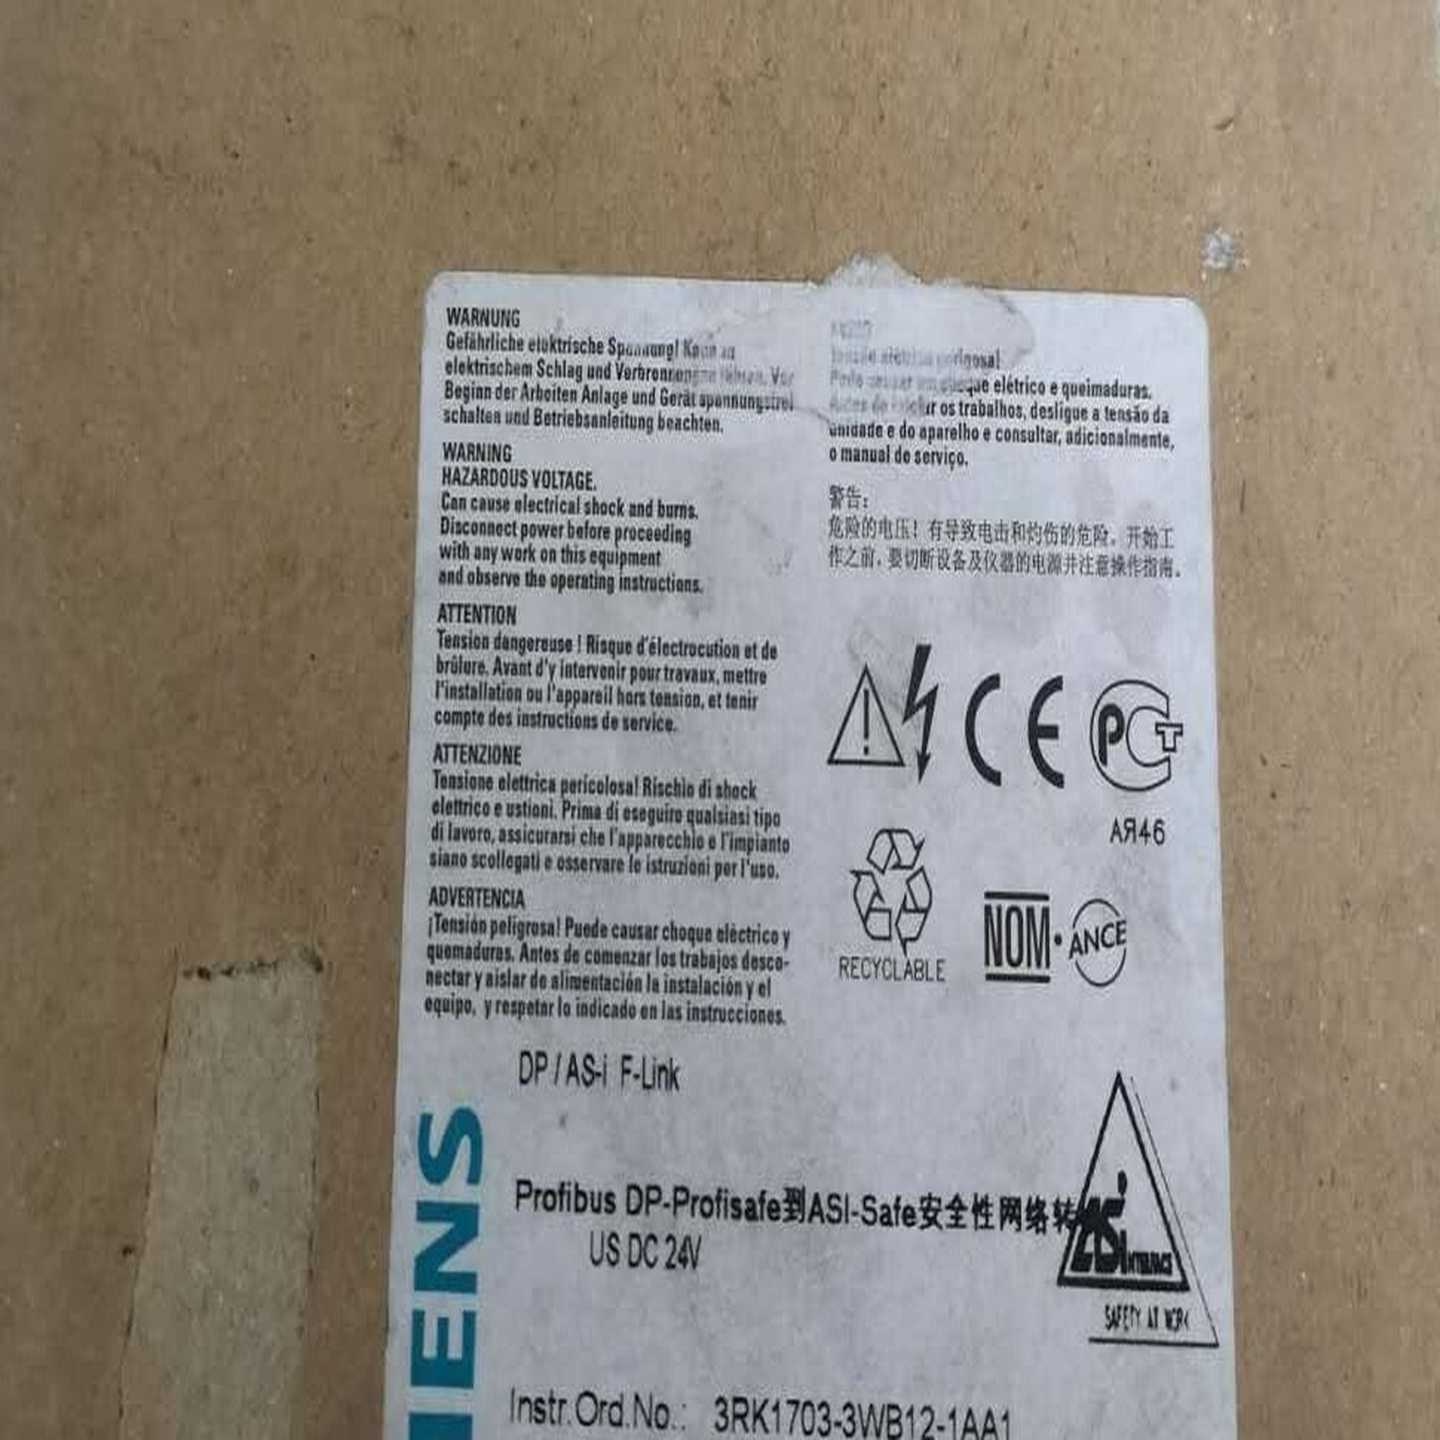 WARNUNG
Gefährliche elektrische Spannung! Kann zu
elektrischem Schlag und Verbrennungen führen. Vor
Beginn der Arbeiten Anlage und Gerät spannungsfrei
schalten und Betriebsanleitung beachten.
WARNING
HAZARDOUS VOLTAGE.
Can cause electrical shock and burns.
Disconnect power before proceeding
with any work on this equipment
and observe the operating instructions.
ATTENTION
Tension dangereuse ! Risque d'électrocution et de
brûlure. Avant d'y intervenir pour travaux, mettre
l'installation ou l'appareil hors tension, et tenir
compte des instructions de service.
ATTENZIONE
Tensione elettrica pericolosa! Rischio di shock
elettrico e ustioni. Prima di eseguire qualsiasi tipo
di lavoro, assicurarsi che l'apparecchio e l'impianto
siano scollegati e osservare le istruzioni per l'uso.
ADVERTENCIA
¡Tensión peligrosa! Puede causar choque eléctrico y
quemaduras. Antes de comenzar los trabajos desco-
nectar y aislar de alimentación la instalación y el
equipo, y respetar lo indicado en las instrucciones.
Tensão elétrica perigosa!
Pode causar um choque elétrico e queimaduras.
Antes de iniciar os trabalhos, desligue a tensão da
unidade e do aparelho e consultar, adicionalmente,
o manual de serviço.
警告：
危险的电压！有导致电击和灼伤的危险。开始工
作之前，要切断设备及仪器的电源并注意操作指南。
CE
PCT
АЯ46
RECYCLABLE
NOM·ANCE
DP / AS-i F-Link
Profibus DP-Profisafe到ASI-Safe安全性网络转
US DC 24V
ASi
INTERFACE
SAFETY AT WORK
IENS
Instr.Ord.No.: 3RK1703-3WB12-1AA1